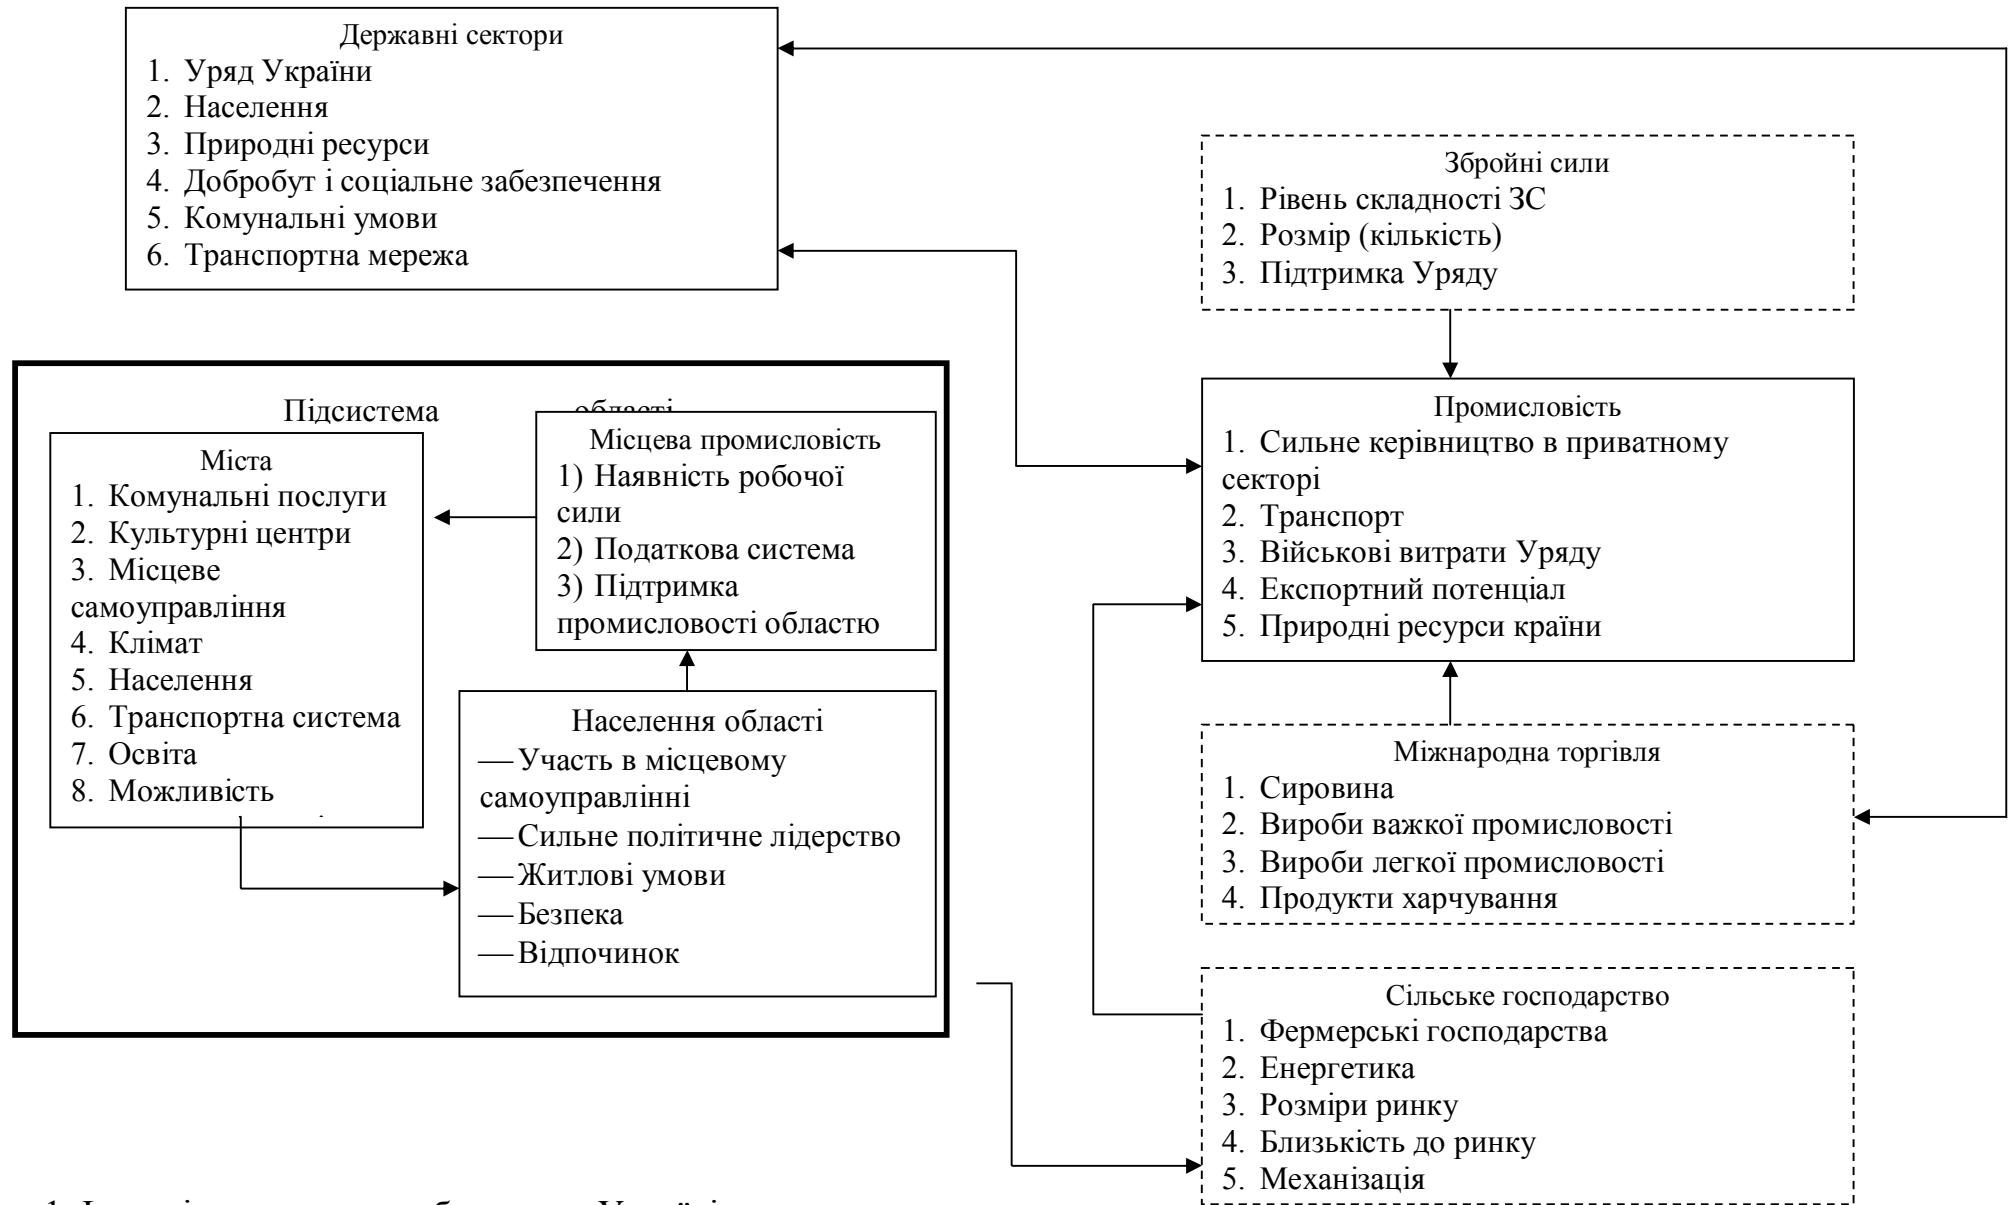 Державні сектори
1. Уряд України
2. Населення
3. Природні ресурси
4. Добробут і соціальне забезпечення
5. Комунальні умови
6. Транспортна мережа
Збройні сили
1. Рівень складності ЗС
2. Розмір (кількість)
3. Підтримка Уряду
Підсистема області
Міста
1. Комунальні послуги
2. Культурні центри
3. Місцеве
самоуправління
4. Клімат
5. Населення
6. Транспортна система
7. Освіта
8. Можливість
Місцева промисловість
1) Наявність робочої
сили
2) Податкова система
3) Підтримка
промисловості областю
Населення області
— Участь в місцевому
самоуправлінні
— Сильне політичне лідерство
— Житлові умови
— Безпека
— Відпочинок
Промисловість
1. Сильне керівництво в приватному
секторі
2. Транспорт
3. Військові витрати Уряду
4. Експортний потенціал
5. Природні ресурси країни
Міжнародна торгівля
1. Сировина
2. Вироби важкої промисловості
3. Вироби легкої промисловості
4. Продукти харчування
Сільське господарство
1. Фермерські господарства
2. Енергетика
3. Розміри ринку
4. Близькість до ринку
5. Механізація